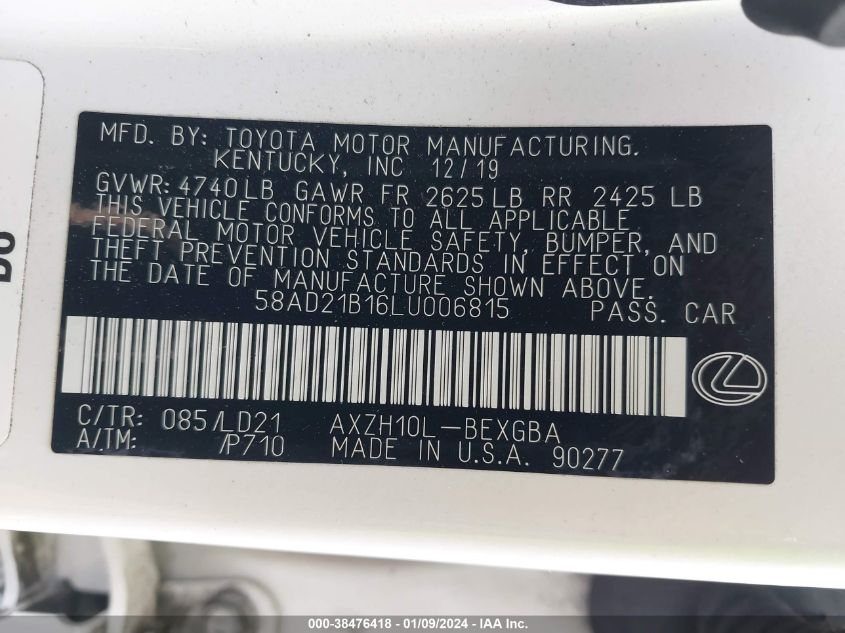 MFD. BY: TOYOTA MOTOR MANUFACTURING.
KENTUCKY, INC 12/19
GVWR: 4740LB GAWR FR 2625LB RR 2425 LB
THIS VEHICLE CONFORMS TO ALL APPLICABLE
FEDERAL MOTOR VEHICLE SAFETY, BUMPER, AND
THEFT PREVENTION STANDARDS IN EFFECT ON
THE DATE OF MANUFACTURE SHOWN ABOVE.
58AD21B16LU006815 PASS. CAR
C/TR: 085/LD21 AXZH10L-BEXGBA
A/TM: /P710 MADE IN U.S.A. 90277
000-38476418 - 01/09/2024 - IAA Inc.